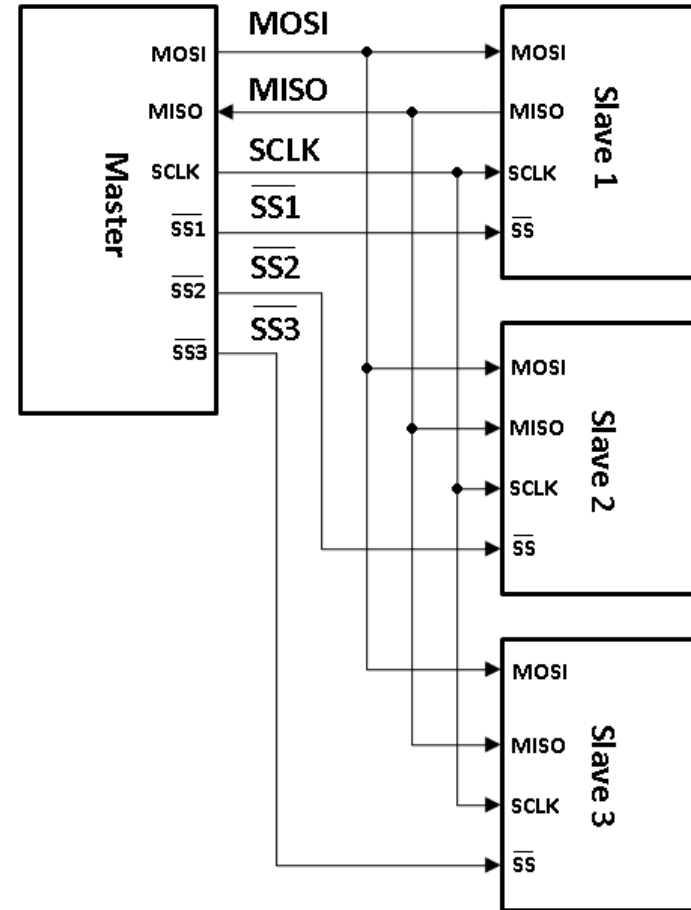 Master
MOSI
MISO
SCLK
SS1
SS2
SS3
MOSI
MISO
SCLK
SS1
SS2
SS3
MOSI
MISO
SCLK
SS
Slave 1
MOSI
MISO
SCLK
SS
Slave 2
MOSI
MISO
SCLK
SS
Slave 3